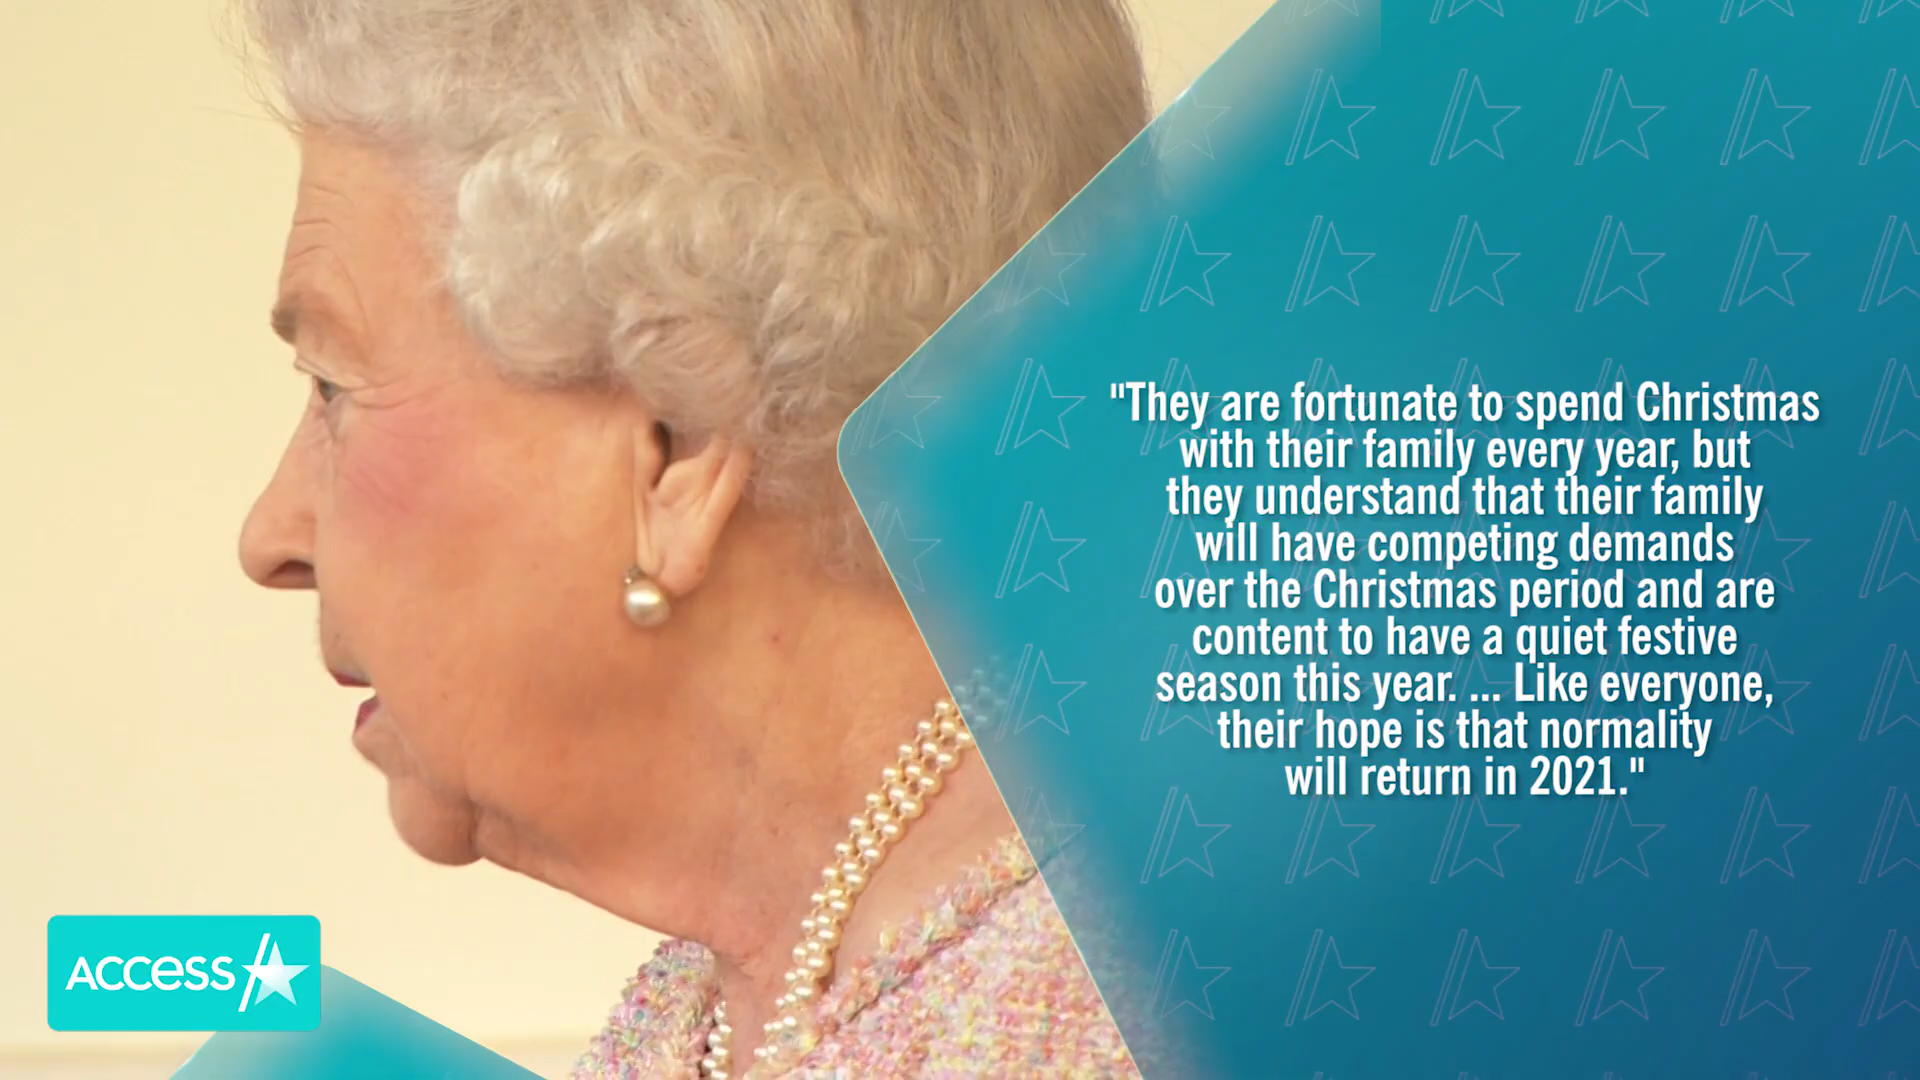 "They are fortunate to spend Christmas
with their family every year, but
they understand that their family
will have competing demands
over the Christmas period and are
content to have a quiet festive
season this year. ... Like everyone,
their hope is that normality
will return in 2021."
ACCESS